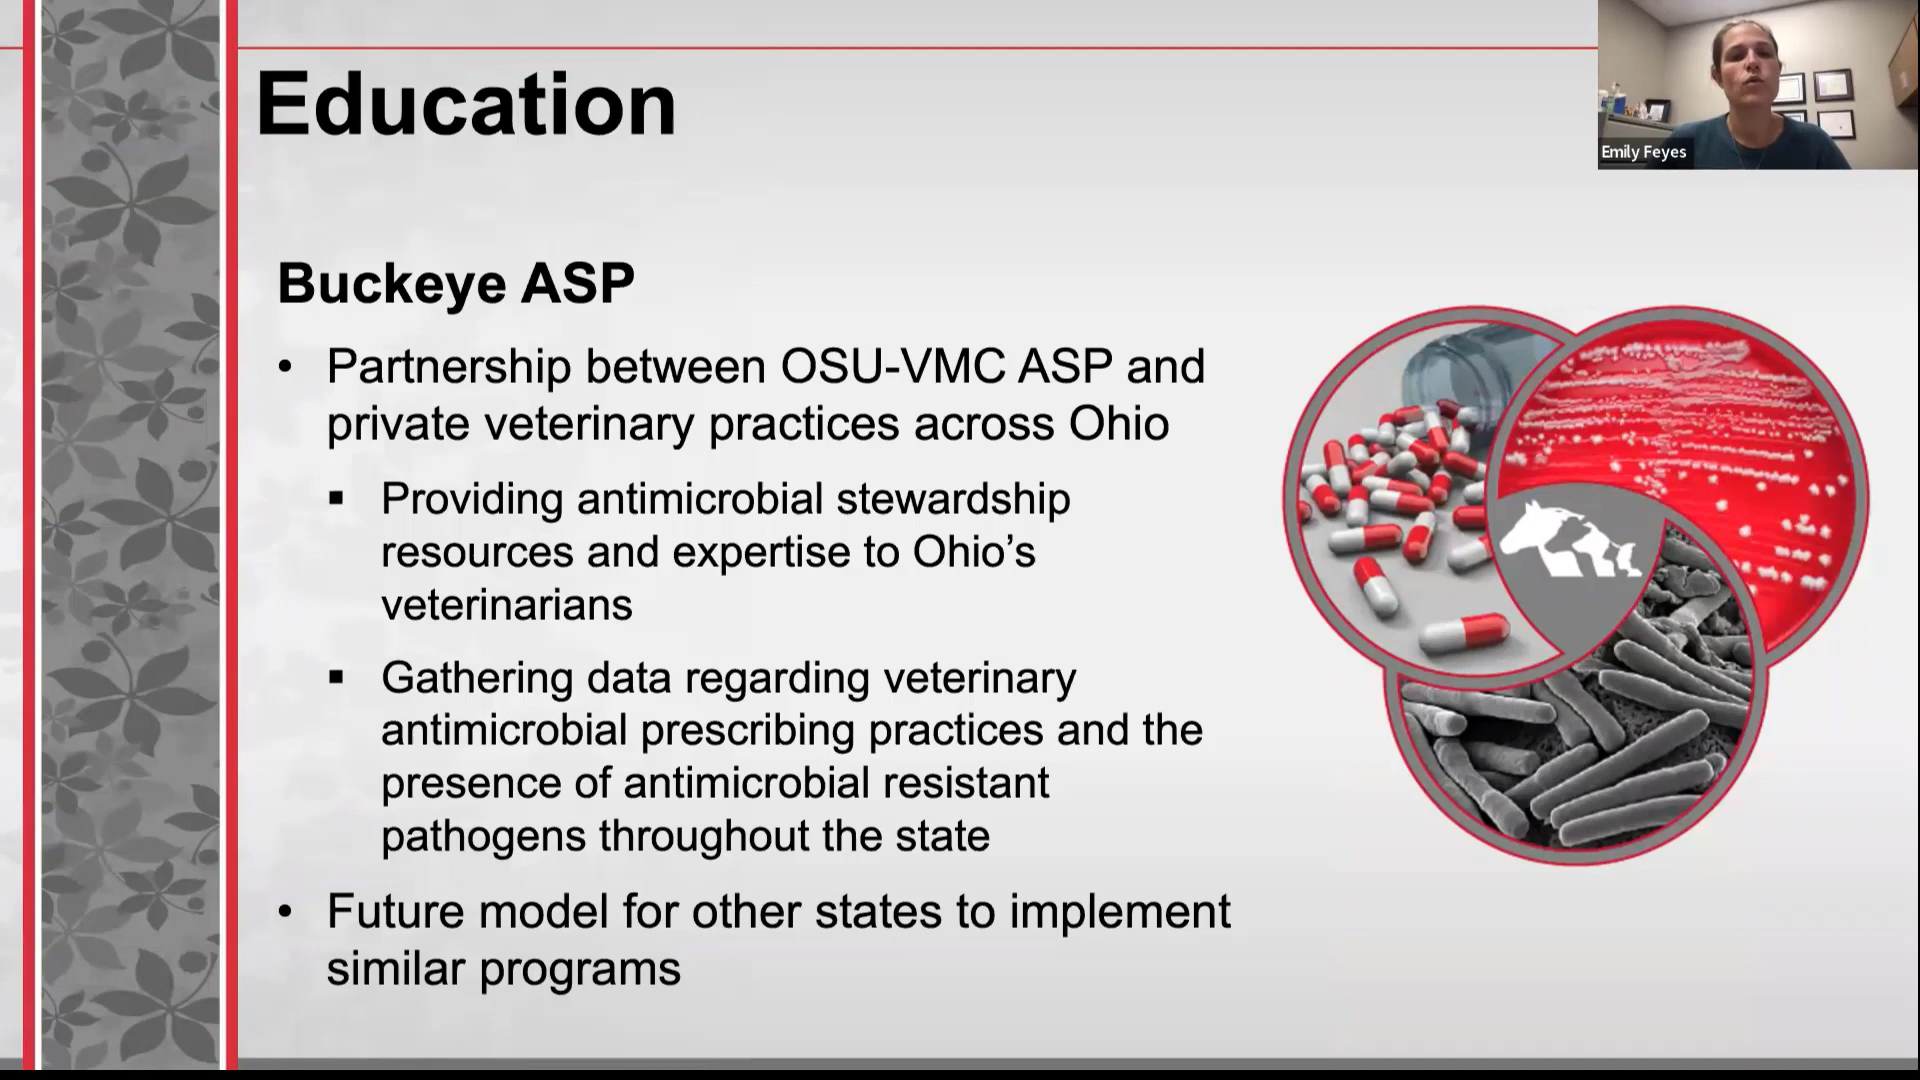 Education
Emily Feyes
Buckeye ASP
• Partnership between OSU-VMC ASP and
private veterinary practices across Ohio
▪ Providing antimicrobial stewardship
resources and expertise to Ohio’s
veterinarians
▪ Gathering data regarding veterinary
antimicrobial prescribing practices and the
presence of antimicrobial resistant
pathogens throughout the state
• Future model for other states to implement
similar programs